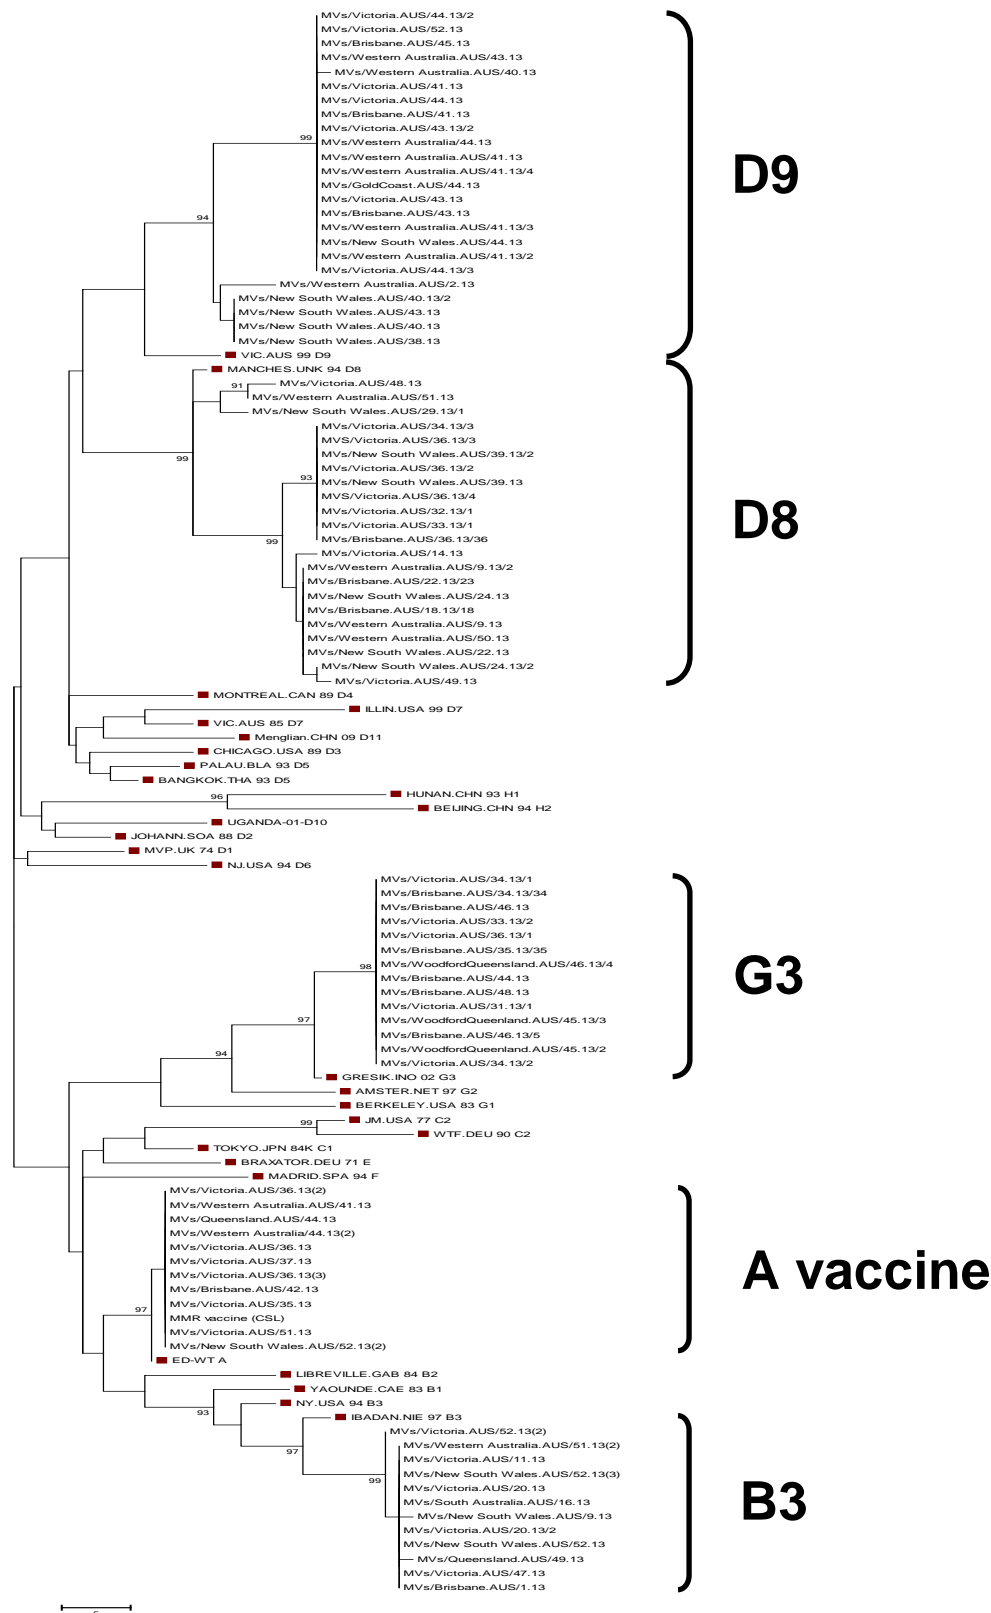 MVs/Victoria.AUS/44.13/2
MVs/Victoria.AUS/52.13
MVs/Brisbane.AUS/45.13
MVs/Western Australia.AUS/43.13
MVs/Western Australia.AUS/40.13
MVs/Victoria.AUS/41.13
MVs/Victoria.AUS/44.13
MVs/Brisbane.AUS/41.13
MVs/Victoria.AUS/43.13/2
99
MVs/Western Australia/44.13
MVs/Western Australia.AUS/41.13
MVs/Western Australia.AUS/41.13/4
D9
MVs/GoldCoast.AUS/44.13
MVs/Victoria.AUS/43.13
MVs/Brisbane.AUS/43.13
94
MVs/Western Australia.AUS/41.13/3
MVs/New South Wales.AUS/44.13
MVs/Western Australia.AUS/41.13/2
MVs/Victoria.AUS/44.13/3
MVs/Western Australia.AUS/2.13
MVs/New South Wales.AUS/40.13/2
MVs/New South Wales.AUS/43.13
MVs/New South Wales.AUS/40.13
MVs/New South Wales.AUS/38.13
VIC.AUS 99 D9
MANCHES.UNK 94 D8
91
MVs/Victoria.AUS/48.13
MVs/Western Australia.AUS/51.13
MVs/New South Wales.AUS/29.13/1
MVs/Victoria.AUS/34.13/3
MVS/Victoria.AUS/36.13/3
MVs/New South Wales.AUS/39.13/2
99
MVs/Victoria.AUS/36.13/2
93
MVs/New South Wales.AUS/39.13
MVS/Victoria.AUS/36.13/4
MVs/Victoria.AUS/32.13/1
D8
MVs/Victoria.AUS/33.13/1
MVs/Brisbane.AUS/36.13/36
99
MVs/Victoria.AUS/14.13
MVs/Western Australia.AUS/9.13/2
MVs/Brisbane.AUS/22.13/23
MVs/New South Wales.AUS/24.13
MVs/Brisbane.AUS/18.13/18
MVs/Western Australia.AUS/9.13
MVs/Western Australia.AUS/50.13
MVs/New South Wales.AUS/22.13
MVs/New South Wales.AUS/24.13/2
MVs/Victoria.AUS/49.13
MONTREAL.CAN 89 D4
ILLIN.USA 99 D7
VIC.AUS 85 D7
Menglian.CHN 09 D11
CHICAGO.USA 89 D3
PALAU.BLA 93 D5
BANGKOK.THA 93 D5
96
HUNAN.CHN 93 H1
BEIJING.CHN 94 H2
UGANDA-01-D10
JOHANN.SOA 88 D2
MVP.UK 74 D1
NJ.USA 94 D6
MVs/Victoria.AUS/34.13/1
MVs/Brisbane.AUS/34.13/34
MVs/Brisbane.AUS/46.13
MVs/Victoria.AUS/33.13/2
MVs/Victoria.AUS/36.13/1
MVs/Brisbane.AUS/35.13/35
98
MVs/WoodfordQueensland.AUS/46.13/4
G3
MVs/Brisbane.AUS/44.13
MVs/Brisbane.AUS/48.13
MVs/Victoria.AUS/31.13/1
97
MVs/WoodfordQueenland.AUS/45.13/3
MVs/Brisbane.AUS/46.13/5
MVs/WoodfordQueenland.AUS/45.13/2
94
MVs/Victoria.AUS/34.13/2
GRESIK.INO 02 G3
AMSTER.NET 97 G2
BERKELEY.USA 83 G1
99
JM.USA 77 C2
WTF.DEU 90 C2
TOKYO.JPN 84K C1
BRAXATOR.DEU 71 E
MADRID.SPA 94 F
MVs/Victoria.AUS/36.13(2)
MVs/Western Asutralia.AUS/41.13
MVs/Queensland.AUS/44.13
MVs/Western Australia/44.13(2)
MVs/Victoria.AUS/36.13
MVs/Victoria.AUS/37.13
A vaccine
MVs/Victoria.AUS/36.13(3)
MVs/Brisbane.AUS/42.13
MVs/Victoria.AUS/35.13
97
MMR vaccine (CSL)
MVs/Victoria.AUS/51.13
MVs/New South Wales.AUS/52.13(2)
ED-WT A
LIBREVILLE.GAB 84 B2
YAOUNDE.CAE 83 B1
93
NY.USA 94 B3
IBADAN.NIE 97 B3
MVs/Victoria.AUS/52.13(2)
97
MVs/Western Australia.AUS/51.13(2)
MVs/Victoria.AUS/11.13
MVs/New South Wales.AUS/52.13(3)
99
MVs/Victoria.AUS/20.13
B3
MVs/South Australia.AUS/16.13
MVs/New South Wales.AUS/9.13
MVs/Victoria.AUS/20.13/2
MVs/New South Wales.AUS/52.13
MVs/Queensland.AUS/49.13
MVs/Victoria.AUS/47.13
MVs/Brisbane.AUS/1.13